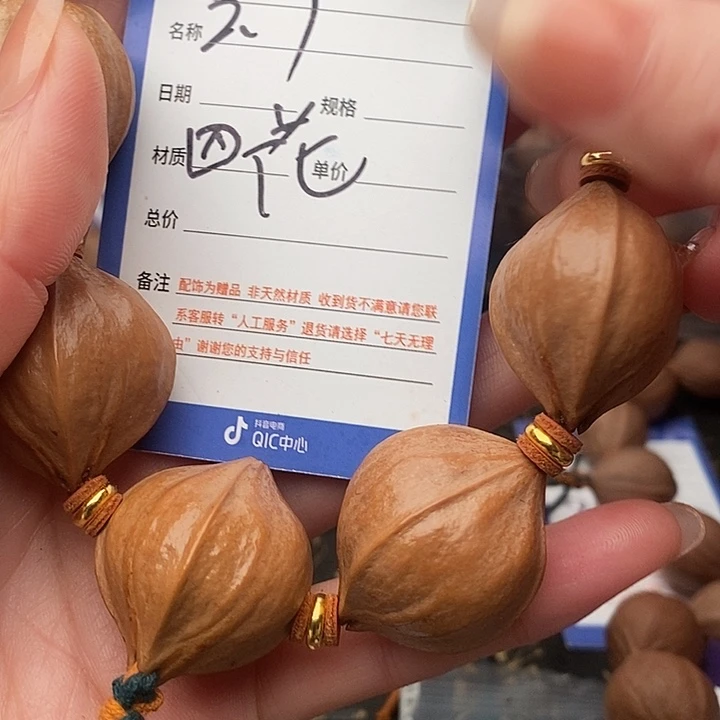 名称 2.1
日期 规格
材质 四花 单价
总价
备注 配饰为赠品 非天然材质 收到货不满意请您联
系客服转“人工服务”退货请选择“七天无理
由”谢谢您的支持与信任
抖音电商
QIC中心